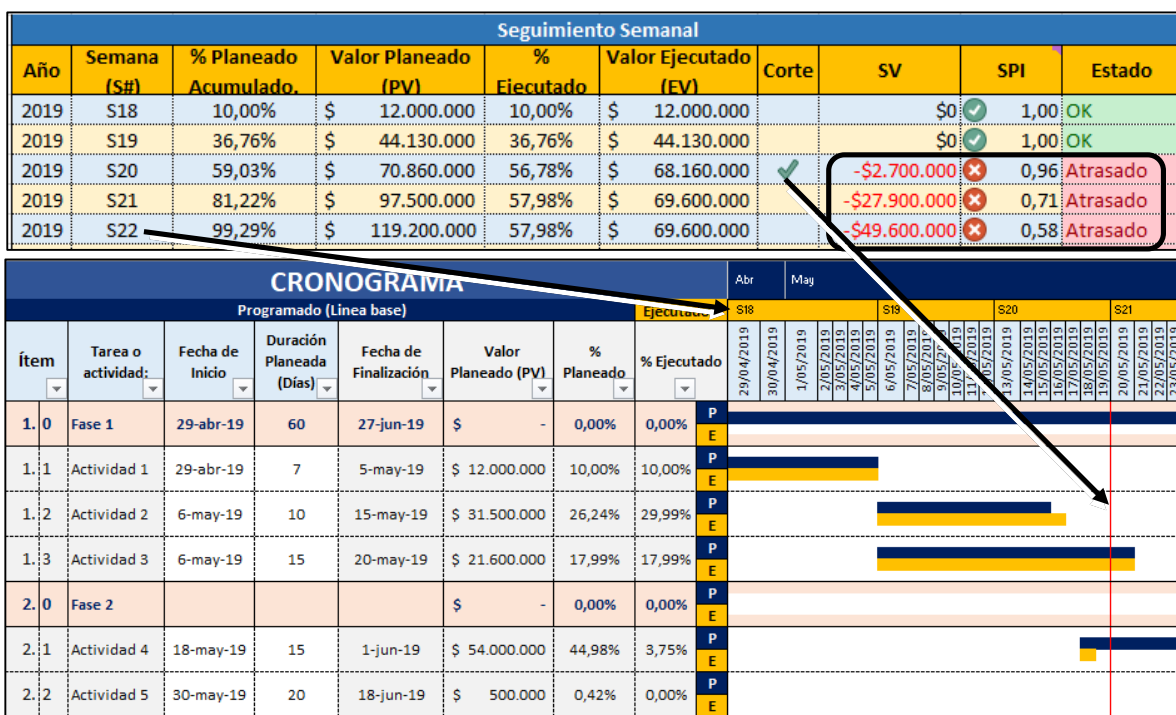 Seguimiento Semanal
Año Semana (S#) % Planeado Acumulado. Valor Planeado (PV) % Ejecutado Valor Ejecutado (EV) Corte SV SPI Estado
2019 S18 10,00% $ 12.000.000 10,00% $ 12.000.000 $0 1,00 OK
2019 S19 36,76% $ 44.130.000 36,76% $ 44.130.000 $0 1,00 OK
2019 S20 59,03% $ 70.860.000 56,78% $ 68.160.000 -$2.700.000 0,96 Atrasado
2019 S21 81,22% $ 97.500.000 57,98% $ 69.600.000 -$27.900.000 0,71 Atrasado
2019 S22 99,29% $ 119.200.000 57,98% $ 69.600.000 -$49.600.000 0,58 Atrasado
CRONOGRAMA Abr May
Programado (Linea base) Ejecutado S18 S19 S20 S21
Ítem Tarea o actividad: Fecha de Inicio Duración Planeada (Días) Fecha de Finalización Valor Planeado (PV) % Planeado % Ejecutado 29/04/2019 30/04/2019 1/05/2019 2/05/2019 3/05/2019 4/05/2019 5/05/2019 6/05/2019 7/05/2019 8/05/2019 9/05/2019 10/05/2019 13/05/2019 14/05/2019 15/05/2019 16/05/2019 17/05/2019 18/05/2019 19/05/2019 20/05/2019 21/05/2019 22/05/2019 23/05/2019
1. 0 Fase 1 29-abr-19 60 27-jun-19 $ - 0,00% 0,00% P
E
1. 1 Actividad 1 29-abr-19 7 5-may-19 $ 12.000.000 10,00% 10,00% P
E
1. 2 Actividad 2 6-may-19 10 15-may-19 $ 31.500.000 26,24% 29,99% P
E
1. 3 Actividad 3 6-may-19 15 20-may-19 $ 21.600.000 17,99% 17,99% P
E
2. 0 Fase 2 $ - 0,00% 0,00% P
E
2. 1 Actividad 4 18-may-19 15 1-jun-19 $ 54.000.000 44,98% 3,75% P
E
2. 2 Actividad 5 30-may-19 20 18-jun-19 $ 500.000 0,42% 0,00% P
E